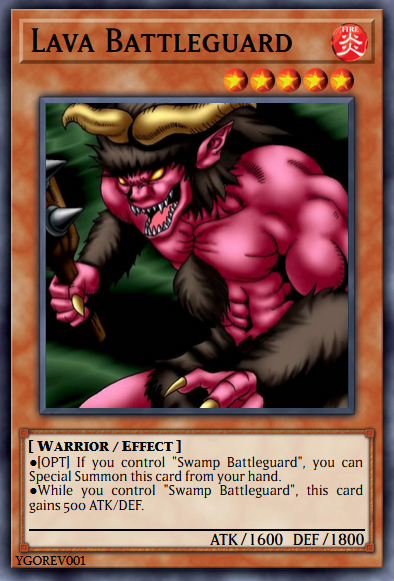 LAVA BATTLEGUARD
FIRE
炎
[ WARRIOR / EFFECT ]
●[OPT] If you control "Swamp Battleguard", you can
Special Summon this card from your hand.
●While you control "Swamp Battleguard", this card
gains 500 ATK/DEF.
ATK / 1600 DEF / 1800
YGOREV001